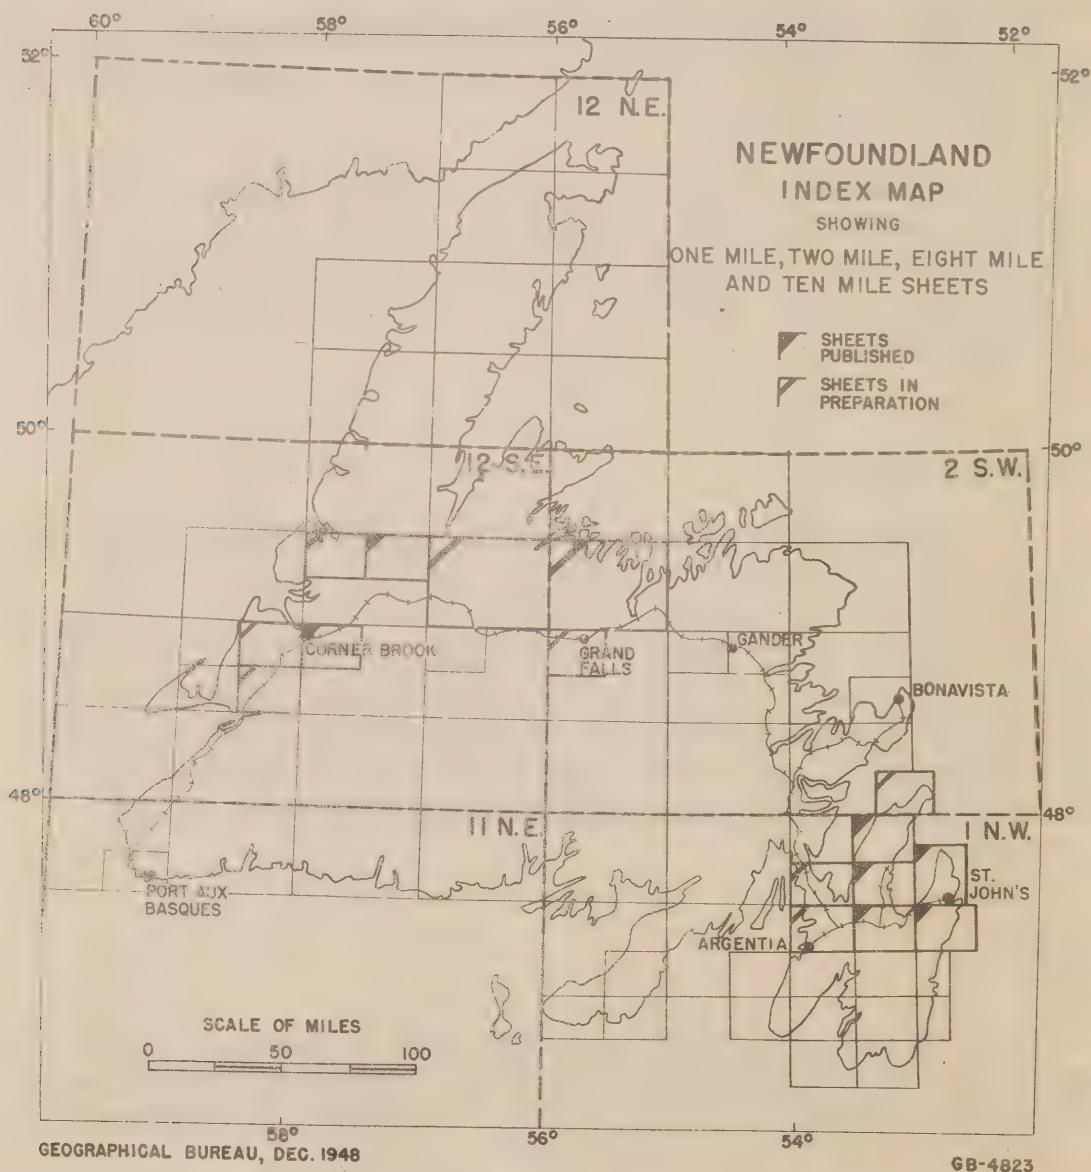 60° 58° 56° 54° 52°
52° 52°
12 N.E.
NEWFOUNDLAND
INDEX MAP
SHOWING
ONE MILE, TWO MILE, EIGHT MILE
AND TEN MILE SHEETS
SHEETS
PUBLISHED
SHEETS IN
PREPARATION
50° 50°
12 S.E. 2 S.W.
CORNER BROOK
GRAND
FALLS
GANDER
BONAVISTA
48° 48°
11 N.E. 1 N.W.
PORT AUX
BASQUES
ST.
JOHN'S
ARGENTIA
SCALE OF MILES
0 50 100
58° 56° 54°
GEOGRAPHICAL BUREAU, DEC. 1948
GB-4823